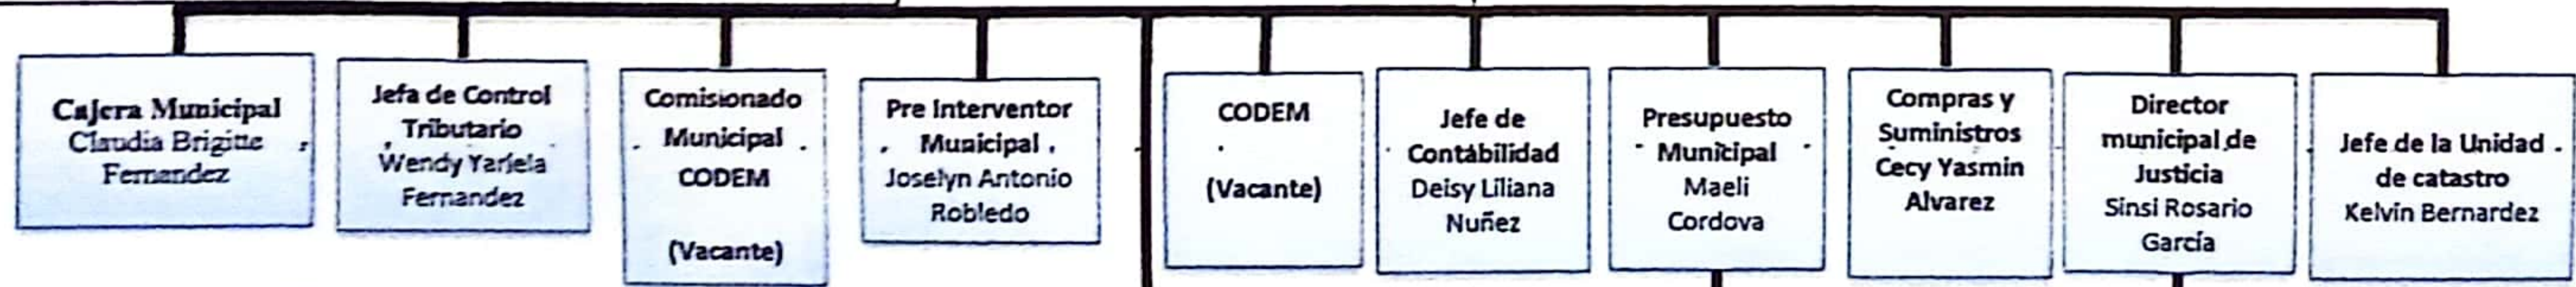 Cajera Municipal
Claudia Brigitte
Fernandez
Jefa de Control
Tributario
Wendy Yariela
Fernandez
Comisionado
Municipal
CODEM
(Vacante)
Pre Interventor
Municipal
Joselyn Antonio
Robledo
CODEM
(Vacante)
Jefe de
Contabilidad
Deisy Liliana
Nuñez
Presupuesto
Municipal
Maeli
Cordova
Compras y
Suministros
Cecy Yasmin
Alvarez
Director
municipal de
Justicia
Sinsi Rosario
García
Jefe de la Unidad
de catastro
Kelvin Bernardez